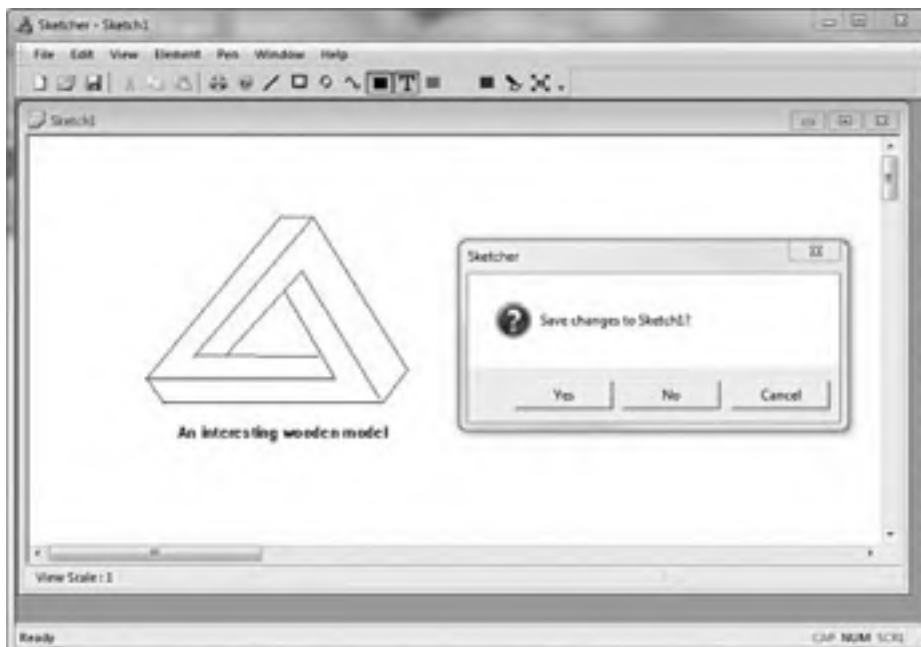 Sketcher - Sketch1
File Edit View Element Pen Window Help
Sketch1
Sketcher
Save changes to Sketch1?
Yes No Cancel
An interesting wooden model
View Scale : 1
Ready
CAP NUM SCRL